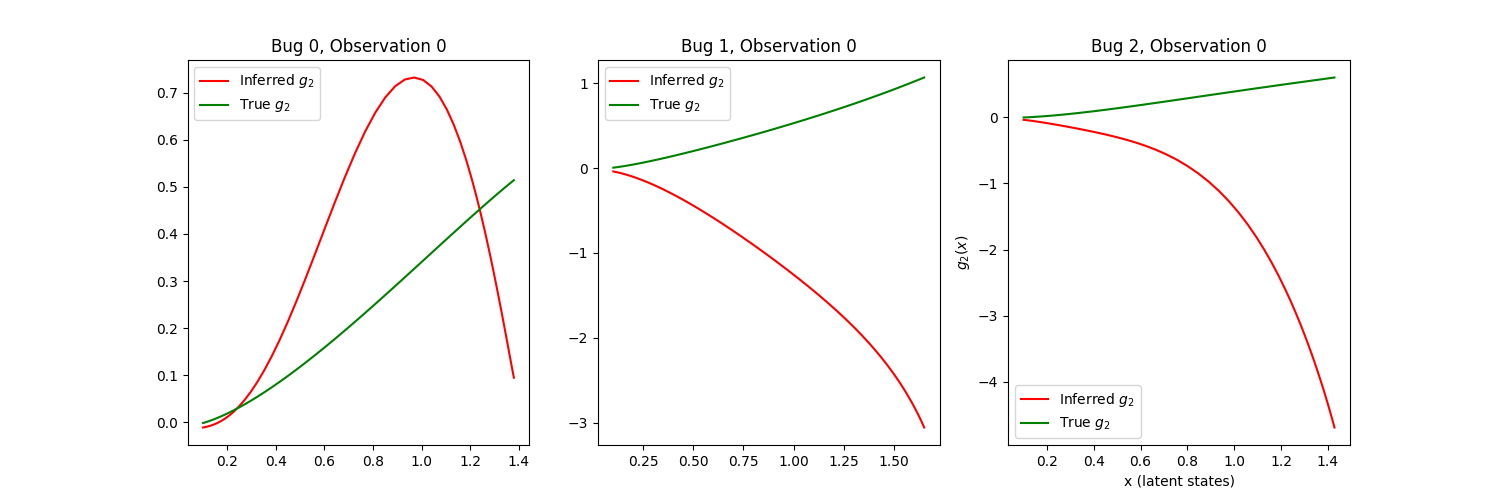 Bug 0, Observation 0
Inferred g₂
True g₂
0.7
0.6
0.5
0.4
0.3
0.2
0.1
0.0
0.2 0.4 0.6 0.8 1.0 1.2 1.4
Bug 1, Observation 0
Inferred g₂
True g₂
1
0
−1
−2
−3
0.25 0.50 0.75 1.00 1.25 1.50
Bug 2, Observation 0
g₂(x)
0
−1
−2
−3
−4
Inferred g₂
True g₂
0.2 0.4 0.6 0.8 1.0 1.2 1.4
x (latent states)